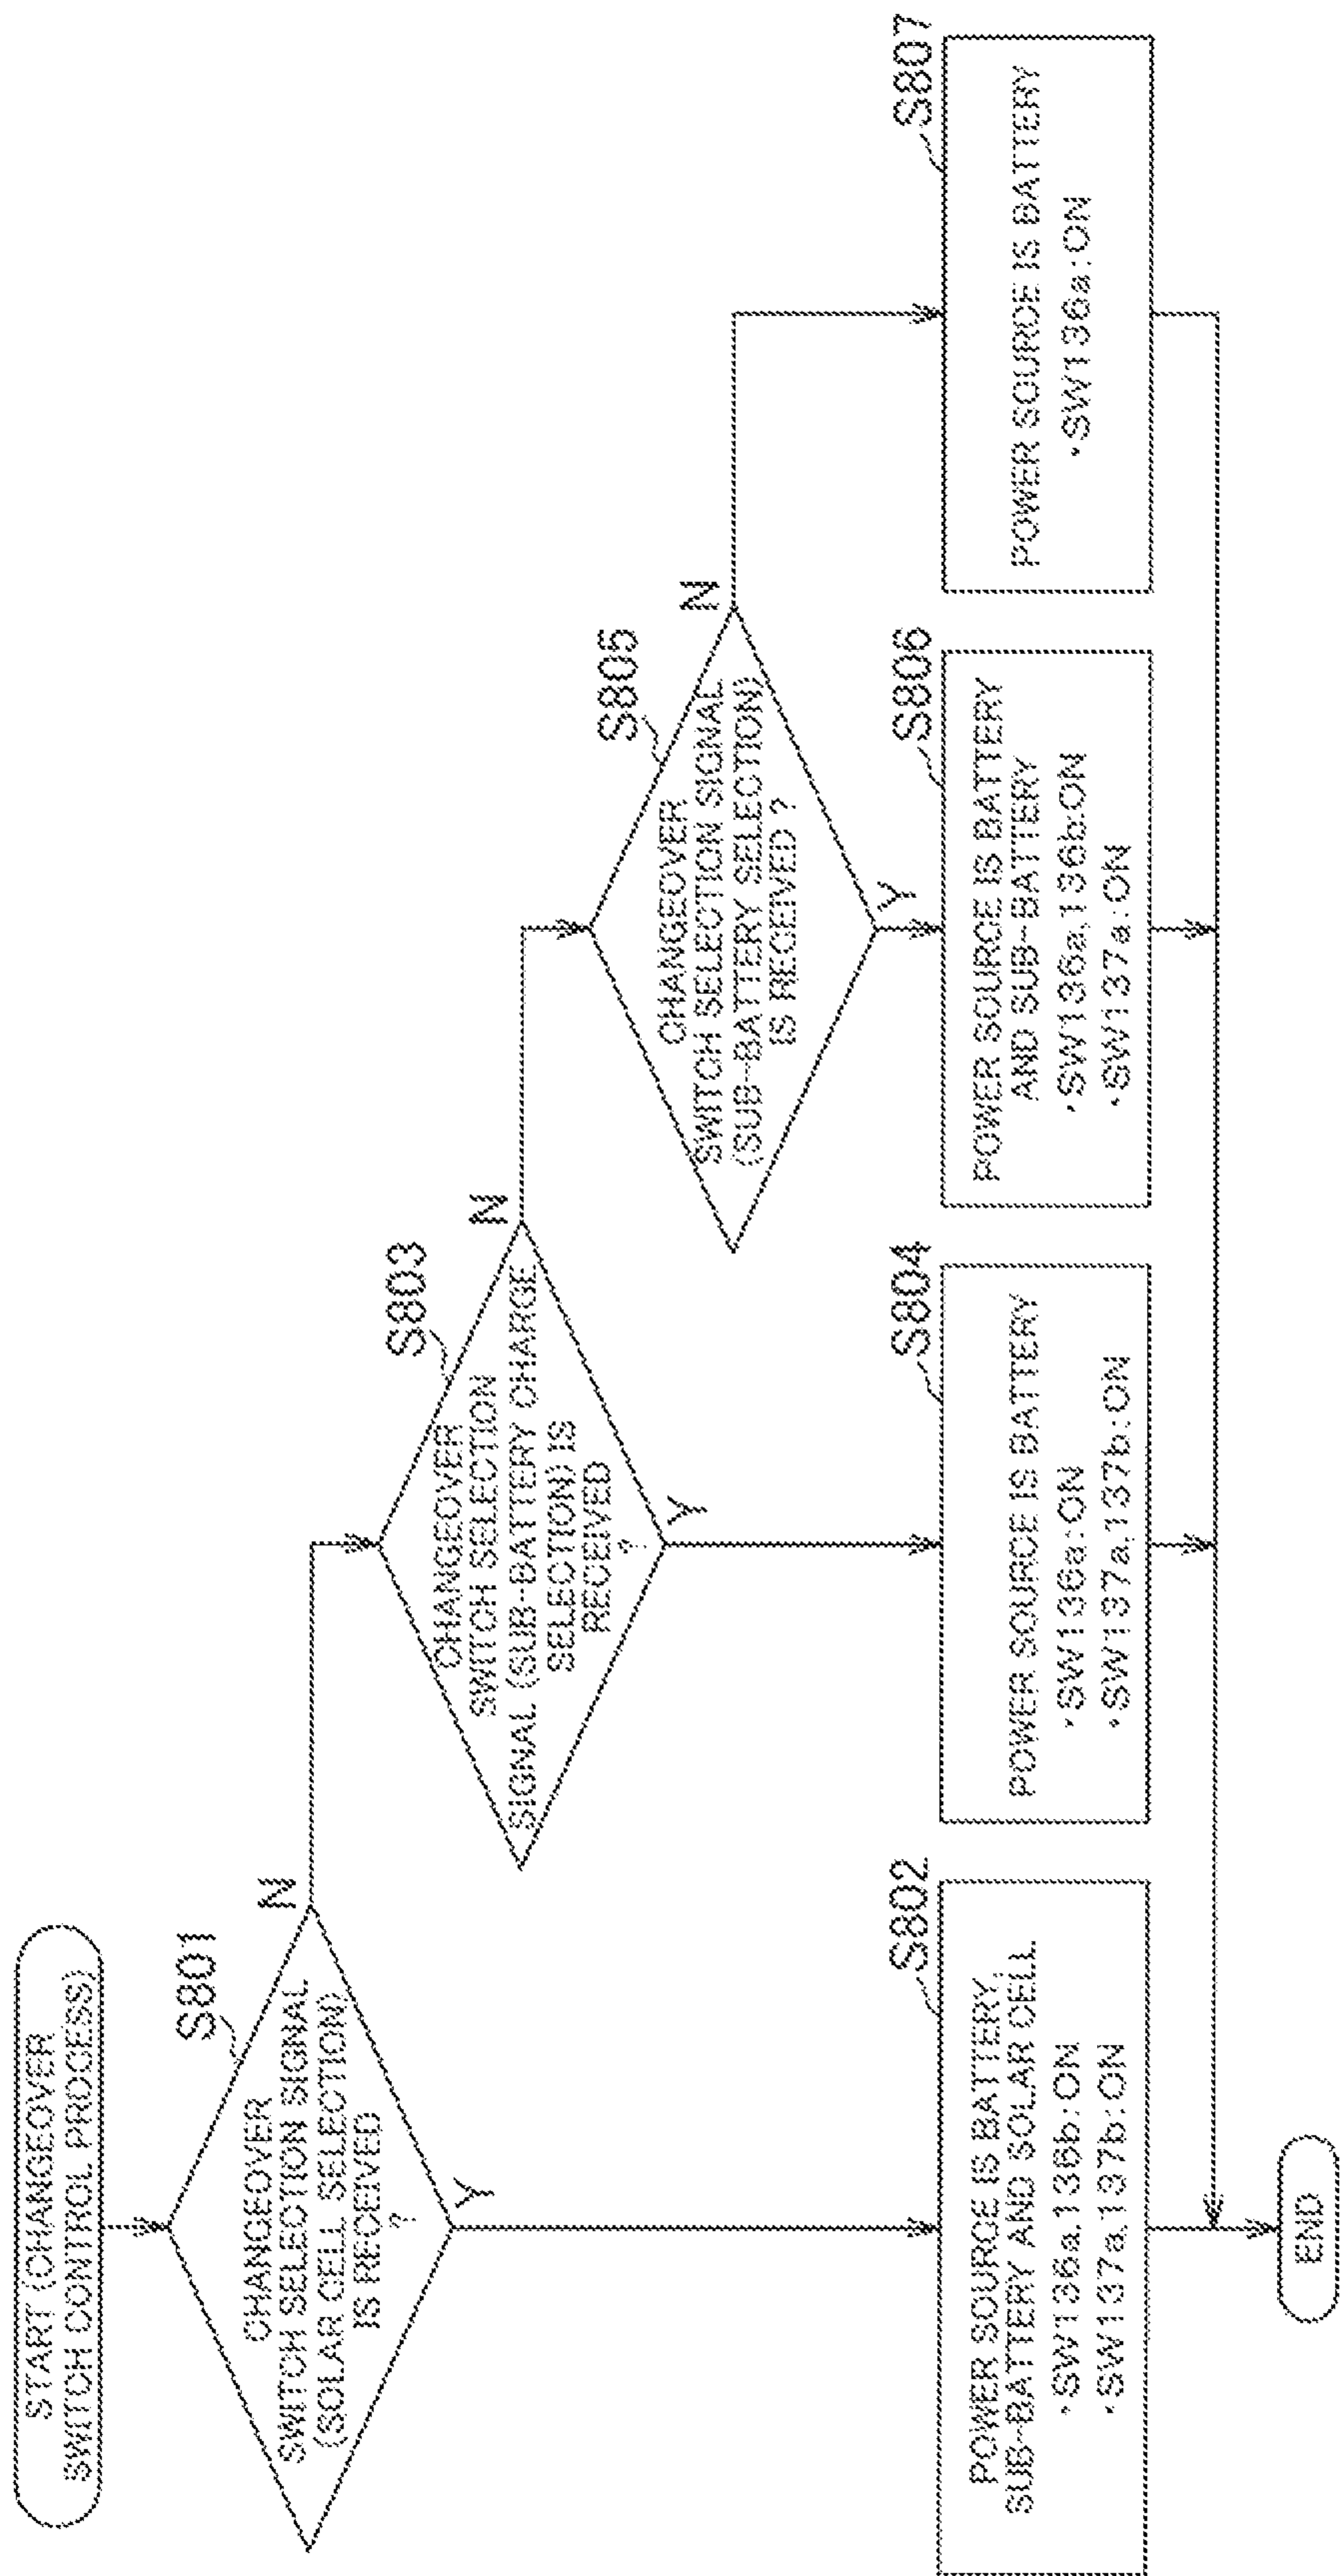 START (CHANGEOVER
SWITCH CONTROL PROCESS)
S801
CHANGEOVER
SWITCH SELECTION SIGNAL
(SOLAR CELL SELECTION)
IS RECEIVED
?
N
Y
S802
POWER SOURCE IS BATTERY,
SUB-BATTERY AND SOLAR CELL
・SW136a,136b:ON
・SW137a,137b:ON
S803
CHANGEOVER
SWITCH SELECTION
SIGNAL (SUB-BATTERY CHARGE
SELECTION) IS
RECEIVED
?
N
Y
S804
POWER SOURCE IS BATTERY
・SW136a:ON
・SW137a,137b:ON
S805
CHANGEOVER
SWITCH SELECTION SIGNAL
(SUB-BATTERY SELECTION)
IS RECEIVED ?
N
Y
S806
POWER SOURCE IS BATTERY
AND SUB-BATTERY
・SW136a,136b:ON
・SW137a:ON
S807
POWER SOURCE IS BATTERY
・SW136a:ON
END